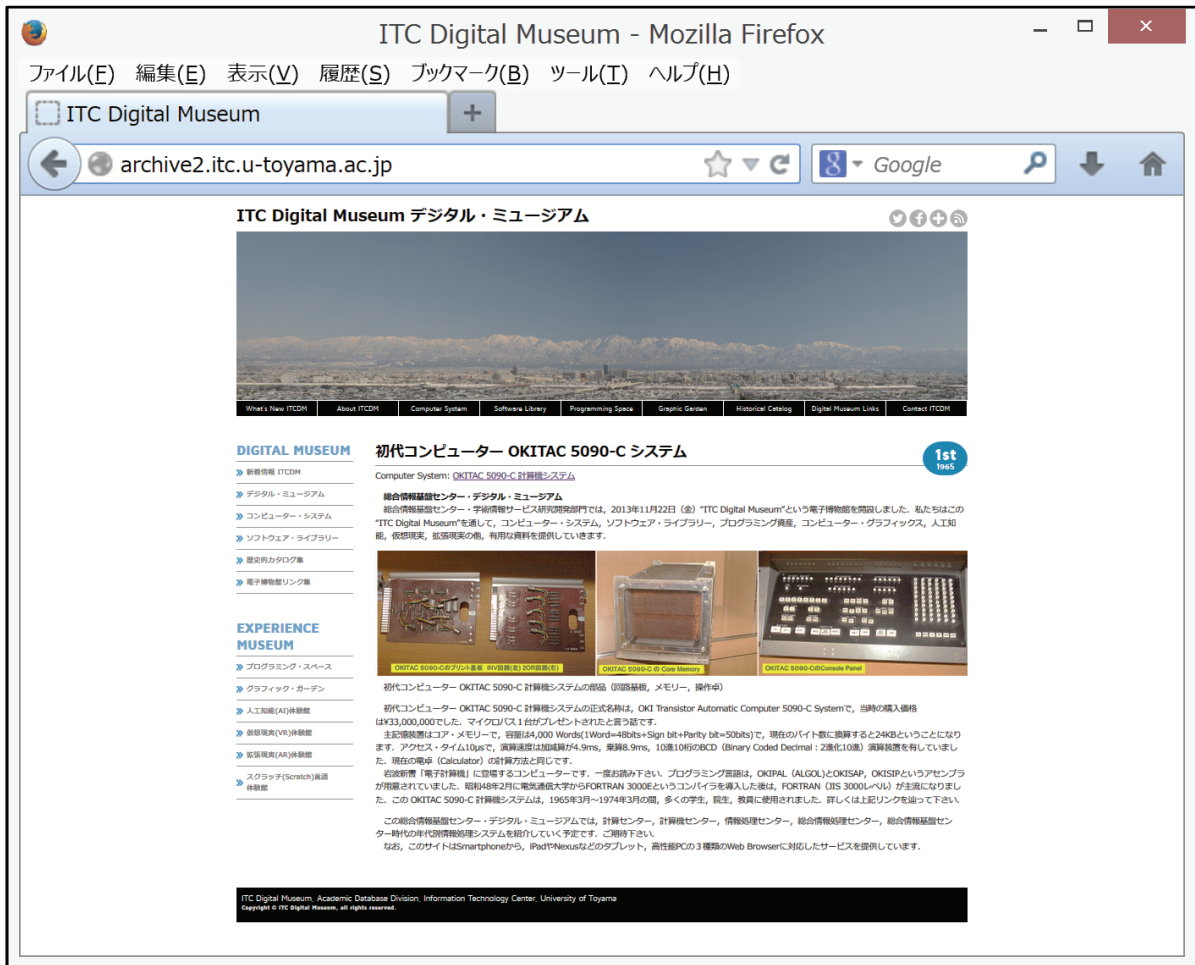 ITC Digital Museum - Mozilla Firefox
ファイル(F) 編集(E) 表示(V) 履歴(S) ブックマーク(B) ツール(T) ヘルプ(H)
ITC Digital Museum
archive2.itc.u-toyama.ac.jp
8 Google
ITC Digital Museum デジタル・ミュージアム
What's New ITCDM About ITCDM Computer System Software Library Programming Space Graphic Garden Historical Catalog Digital Museum Links Contact ITCDM
DIGITAL MUSEUM
新着情報 ITCDM
デジタル・ミュージアム
コンピューター・システム
ソフトウェア・ライブラリー
歴史的カタログ集
電子博物館リンク集
EXPERIENCE
MUSEUM
プログラミング・スペース
グラフィック・ガーデン
人工知能(AI)体験館
仮想現実(VR)体験館
拡張現実(AR)体験館
スクラッチ(Scratch)言語
体験館
初代コンピューター OKITAC 5090-C システム
1st
1965
Computer System: OKITAC 5090-C 計算機システム
総合情報基盤センター・デジタル・ミュージアム
総合情報基盤センター・学術情報サービス研究開発部門では，2013年11月22日（金）"ITC Digital Museum"という電子博物館を開設しました．私たちはこの
"ITC Digital Museum"を通して，コンピューター・システム，ソフトウェア・ライブラリー，プログラミング資産，コンピューター・グラフィックス，人工知
能，仮想現実，拡張現実の他，有用な資料を提供していきます．
OKITAC 5090-Cのプリント基板 INV回路(左) 2OR回路(右)
OKITAC 5090-C の Core Memory
OKITAC 5090-CのConsole Panel
初代コンピューター OKITAC 5090-C 計算機システムの部品（回路基板，メモリー，操作卓）
初代コンピューター OKITAC 5090-C 計算機システムの正式名称は，OKI Transistor Automatic Computer 5090-C Systemで，当時の購入価格
は¥33,000,000でした．マイクロバス１台がプレゼントされたと言う話です．
主記憶装置はコア・メモリーで，容量は4,000 Words(1Word=48bits+Sign bit+Parity bit=50bits)で，現在のバイト数に換算すると24KBということになり
ます．アクセス・タイム10μsで，演算速度は加減算が4.9ms，乗算8.9ms，10進10桁のBCD（Binary Coded Decimal：2進化10進）演算装置を有していまし
た．現在の電卓（Calculator）の計算方法と同じです．
岩波新書「電子計算機」に登場するコンピューターです．一度お読み下さい．プログラミング言語は，OKIPAL（ALGOL)とOKISAP，OKISIPというアセンブラ
が用意されていました．昭和48年2月に電気通信大学からFORTRAN 3000Eというコンパイラを導入した後は，FORTRAN（JIS 3000レベル）が主流になりまし
た．この OKITAC 5090-C 計算機システムは，1965年3月～1974年3月の間，多くの学生，院生，教員に使用されました．詳しくは上記リンクを辿って下さい．
この総合情報基盤センター・デジタル・ミュージアムでは，計算センター，計算機センター，情報処理センター，総合情報処理センター，総合情報基盤セン
ター時代の年代別情報処理システムを紹介していく予定です．ご期待下さい．
なお，このサイトはSmartphoneから，iPadやNexusなどのタブレット，高性能PCの３種類のWeb Browserに対応したサービスを提供しています．
ITC Digital Museum, Academic Database Division, Information Technology Center, University of Toyama
Copyright © ITC Digital Museum, all rights reserved.